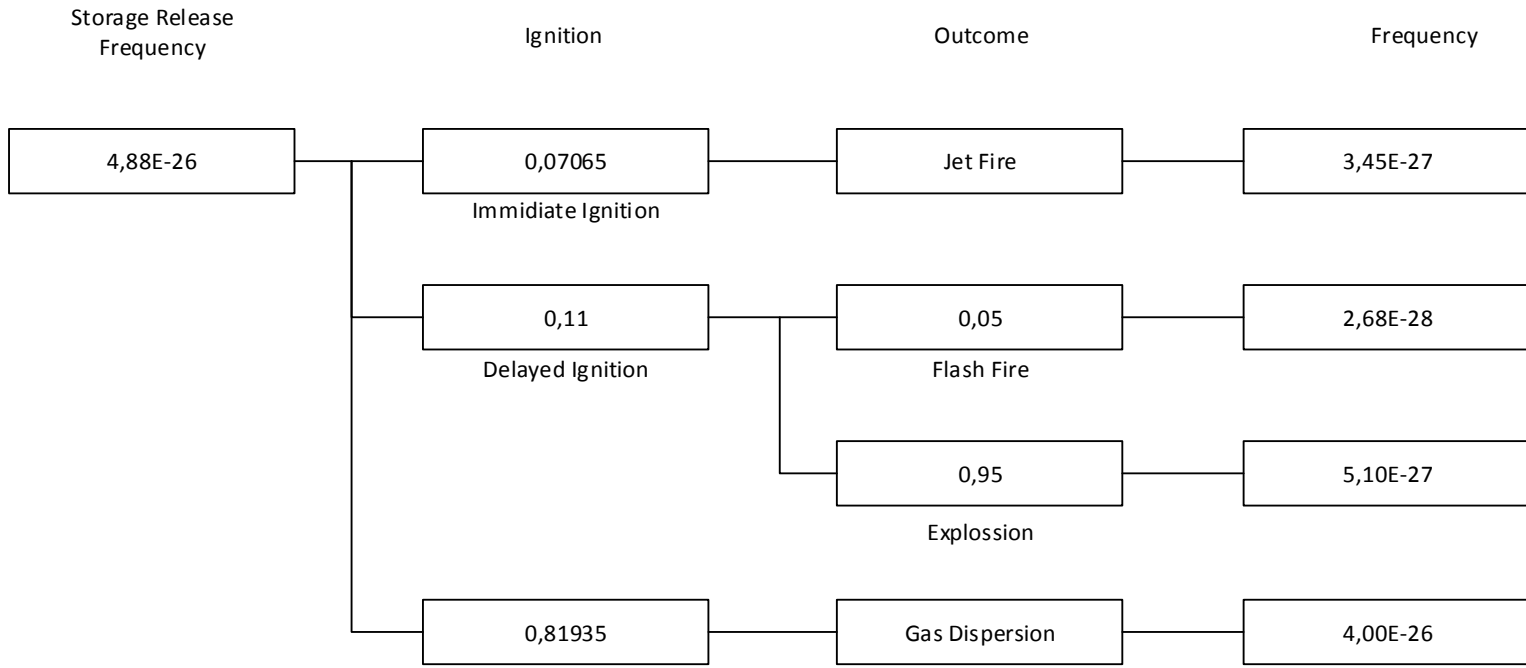 Storage Release
Frequency
Ignition
Outcome
Frequency
4,88E-26
0,07065
Jet Fire
3,45E-27
Immidiate Ignition
0,11
0,05
2,68E-28
Delayed Ignition
Flash Fire
0,95
5,10E-27
Explossion
0,81935
Gas Dispersion
4,00E-26